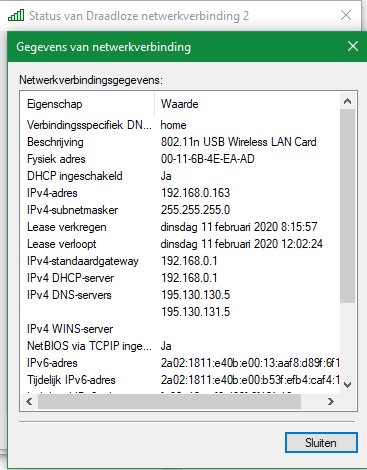 Status van Draadloze netwerkverbinding 2
Gegevens van netwerkverbinding
Netwerkverbindingsgegevens:
Eigenschap Waarde
Verbindingsspecifiek DN... home
Beschrijving 802.11n USB Wireless LAN Card
Fysiek adres 00-11-6B-4E-EA-AD
DHCP ingeschakeld Ja
IPv4-adres 192.168.0.163
IPv4-subnetmasker 255.255.255.0
Lease verkregen dinsdag 11 februari 2020 8:15:57
Lease verloopt dinsdag 11 februari 2020 12:02:24
IPv4-standaardgateway 192.168.0.1
IPv4 DHCP-server 192.168.0.1
IPv4 DNS-servers 195.130.130.5
195.130.131.5
IPv4 WINS-server
NetBIOS via TCPIP inge... Ja
IPv6-adres 2a02:1811:e40b:e00:13:aaf8:d89f:6f1
Tijdelijk IPv6-adres 2a02:1811:e40b:e00:b53f:efb4:caf4:1
Sluiten